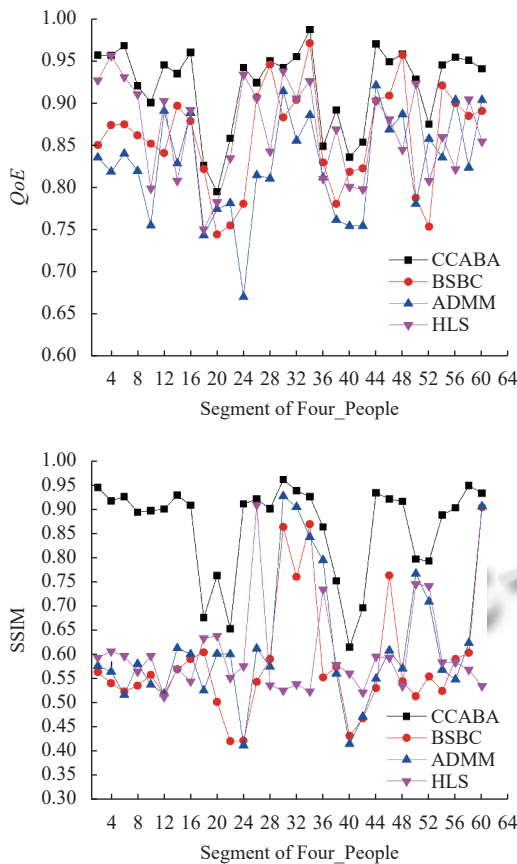 1.00
0.95
0.90
0.85
0.80
0.75
0.70
0.65
0.60
QoE
CCABA
BSBC
ADMM
HLS
4 8 12 16 20 24 28 32 36 40 44 48 52 56 60 64
Segment of Four_People
1.00
0.95
0.90
0.85
0.80
0.75
0.70
0.65
0.60
0.55
0.50
0.45
0.40
0.35
0.30
SSIM
CCABA
BSBC
ADMM
HLS
4 8 12 16 20 24 28 32 36 40 44 48 52 56 60 64
Segment of Four_People